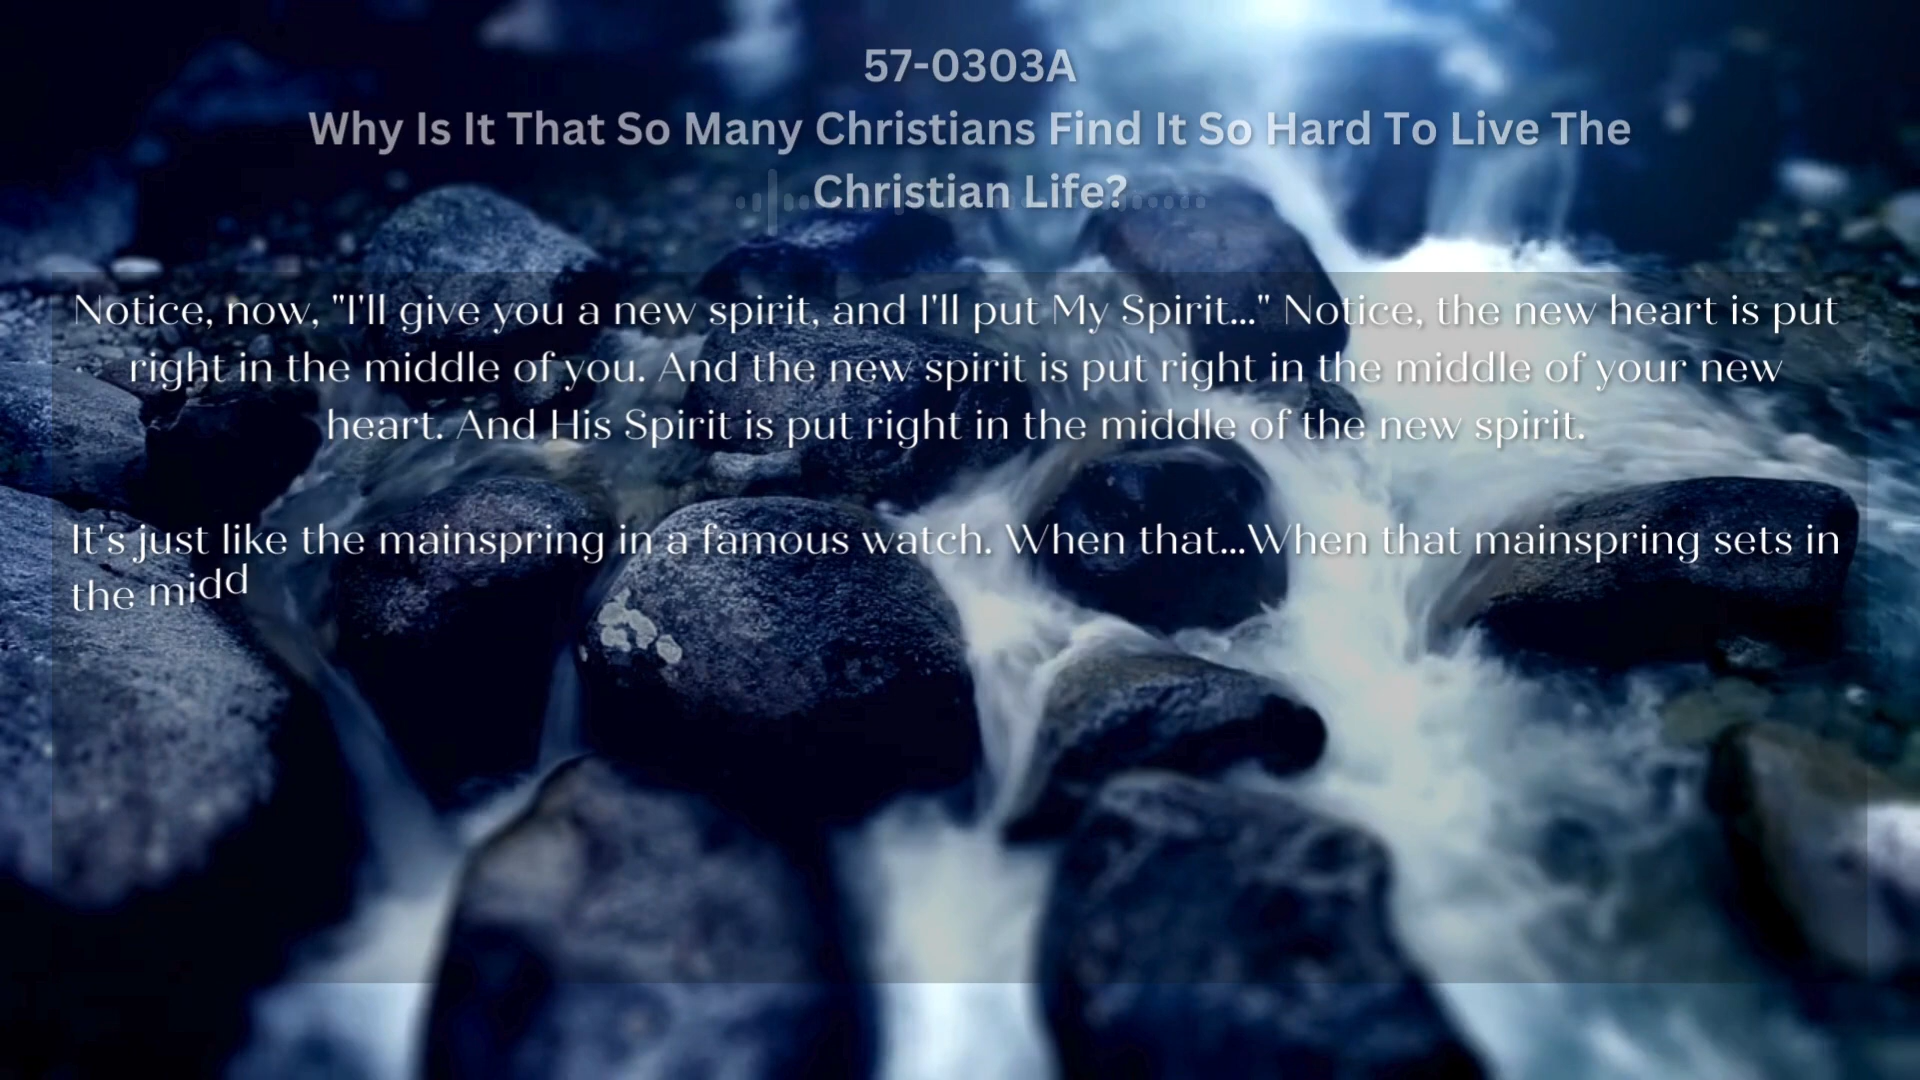 57-0303A
Why Is It That So Many Christians Find It So Hard To Live The
Christian Life?
Notice, now, "I'll give you a new spirit, and I'll put My Spirit..." Notice, the new heart is put
right in the middle of you. And the new spirit is put right in the middle of your new
heart. And His Spirit is put right in the middle of the new spirit.
It's just like the mainspring in a famous watch. When that...When that mainspring sets in
the midd